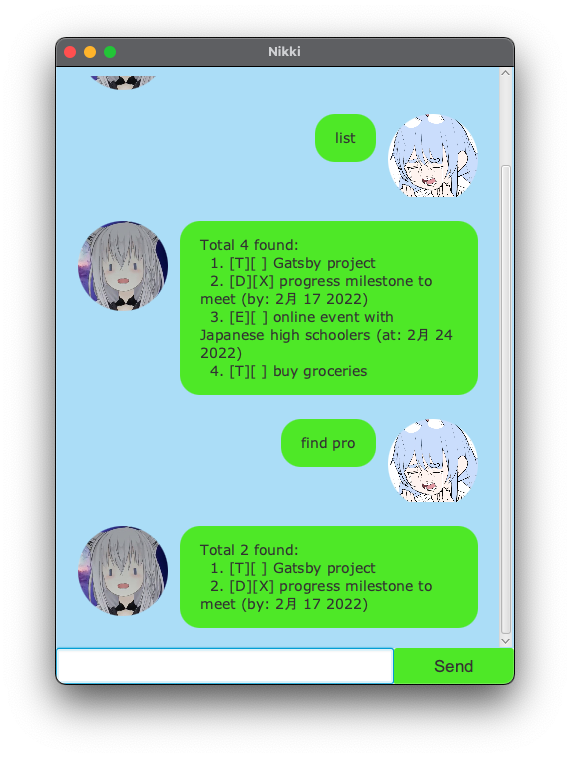 Nikki
list
Total 4 found:
1. [T][ ] Gatsby project
2. [D][X] progress milestone to
meet (by: 2月 17 2022)
3. [E][ ] online event with
Japanese high schoolers (at: 2月 24
2022)
4. [T][ ] buy groceries
find pro
Total 2 found:
1. [T][ ] Gatsby project
2. [D][X] progress milestone to
meet (by: 2月 17 2022)
Send